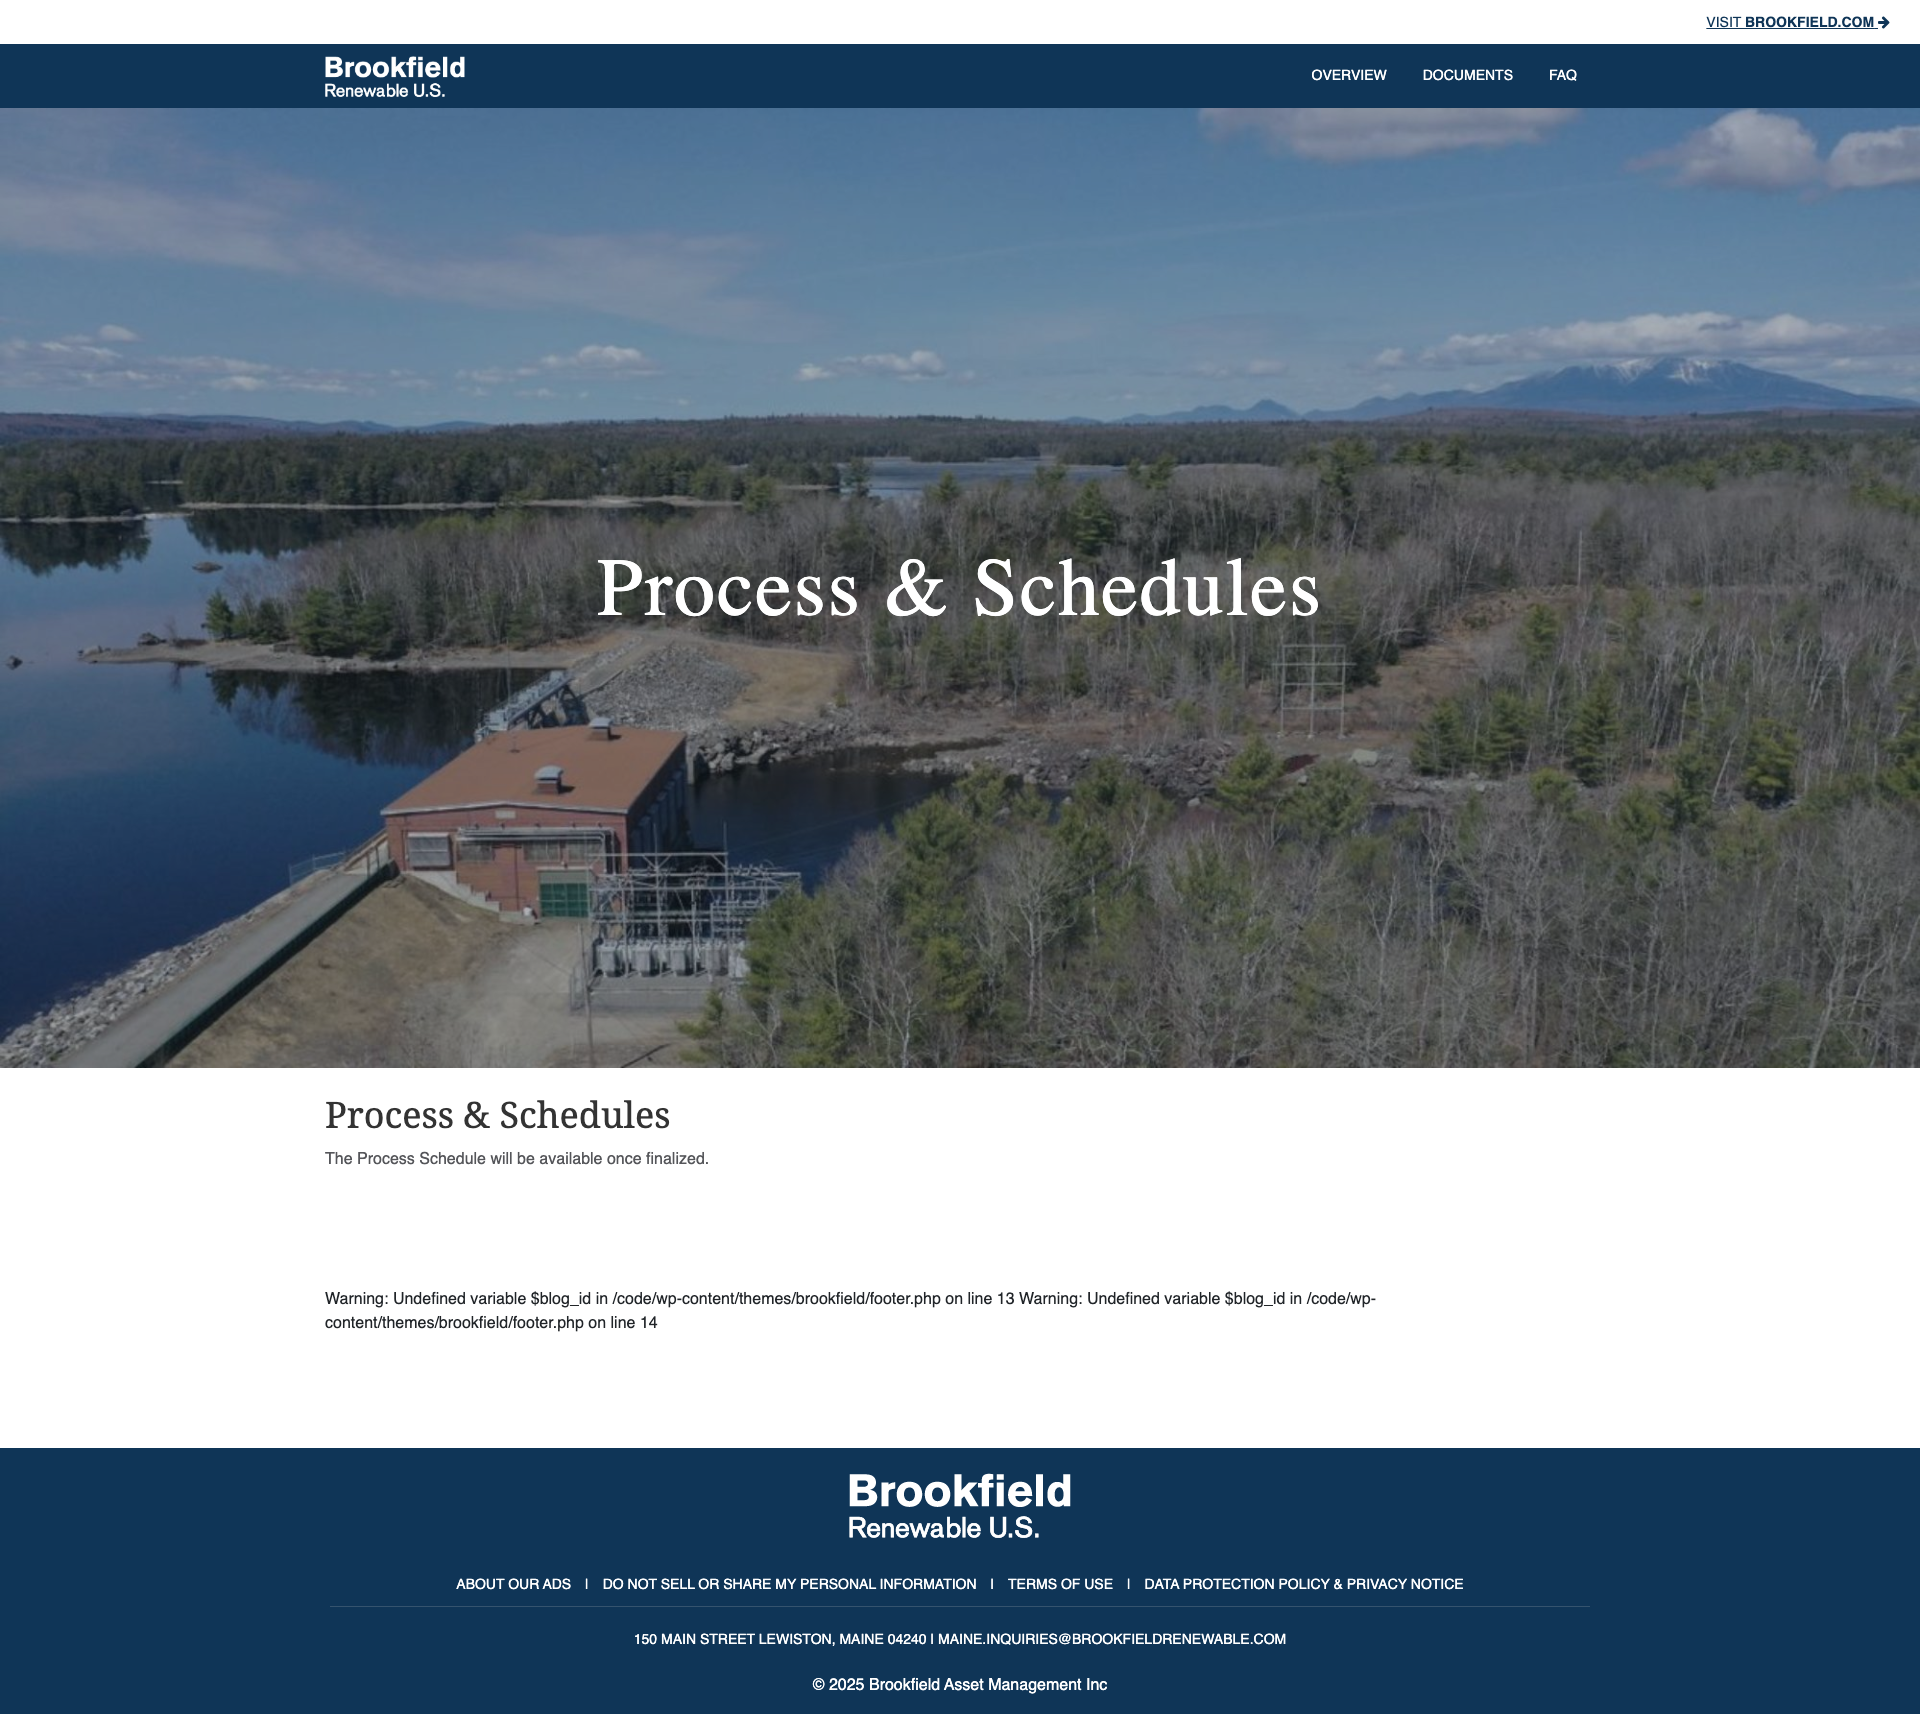 VISIT BROOKFIELD.COM
Brookfield
Renewable U.S.
OVERVIEW DOCUMENTS FAQ
Process & Schedules
Process & Schedules
The Process Schedule will be available once finalized.
Warning: Undefined variable $blog_id in /code/wp-content/themes/brookfield/footer.php on line 13 Warning: Undefined variable $blog_id in /code/wp-
content/themes/brookfield/footer.php on line 14
Brookfield
Renewable U.S.
ABOUT OUR ADS | DO NOT SELL OR SHARE MY PERSONAL INFORMATION | TERMS OF USE | DATA PROTECTION POLICY & PRIVACY NOTICE
150 MAIN STREET LEWISTON, MAINE 04240 | MAINE.INQUIRIES@BROOKFIELDRENEWABLE.COM
© 2025 Brookfield Asset Management Inc